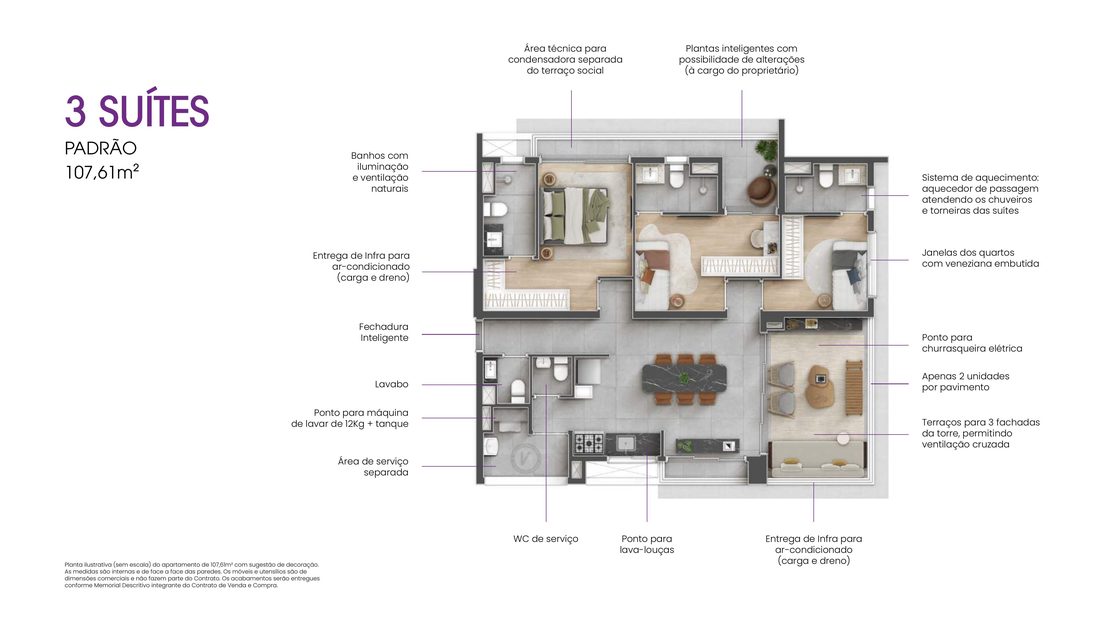 3 SUÍTES
PADRÃO
107,61m²
Área técnica para
condensadora separada
do terraço social
Plantas inteligentes com
possibilidade de alterações
(à cargo do proprietário)
Banhos com
iluminação
e ventilação
naturais
Entrega de Infra para
ar-condicionado
(carga e dreno)
Fechadura
Inteligente
Lavabo
Ponto para máquina
de lavar de 12Kg + tanque
Área de serviço
separada
Sistema de aquecimento:
aquecedor de passagem
atendendo os chuveiros
e torneiras das suítes
Janelas dos quartos
com veneziana embutida
Ponto para
churrasqueira elétrica
Apenas 2 unidades
por pavimento
Terraços para 3 fachadas
da torre, permitindo
ventilação cruzada
WC de serviço
Ponto para
lava-louças
Entrega de Infra para
ar-condicionado
(carga e dreno)
Planta ilustrativa (sem escala) do apartamento de 107,61m² com sugestão de decoração.
As medidas são internas e de face a face das paredes. Os móveis e utensílios são de
dimensões comerciais e não fazem parte do Contrato. Os acabamentos serão entregues
conforme Memorial Descritivo integrante do Contrato de Venda e Compra.